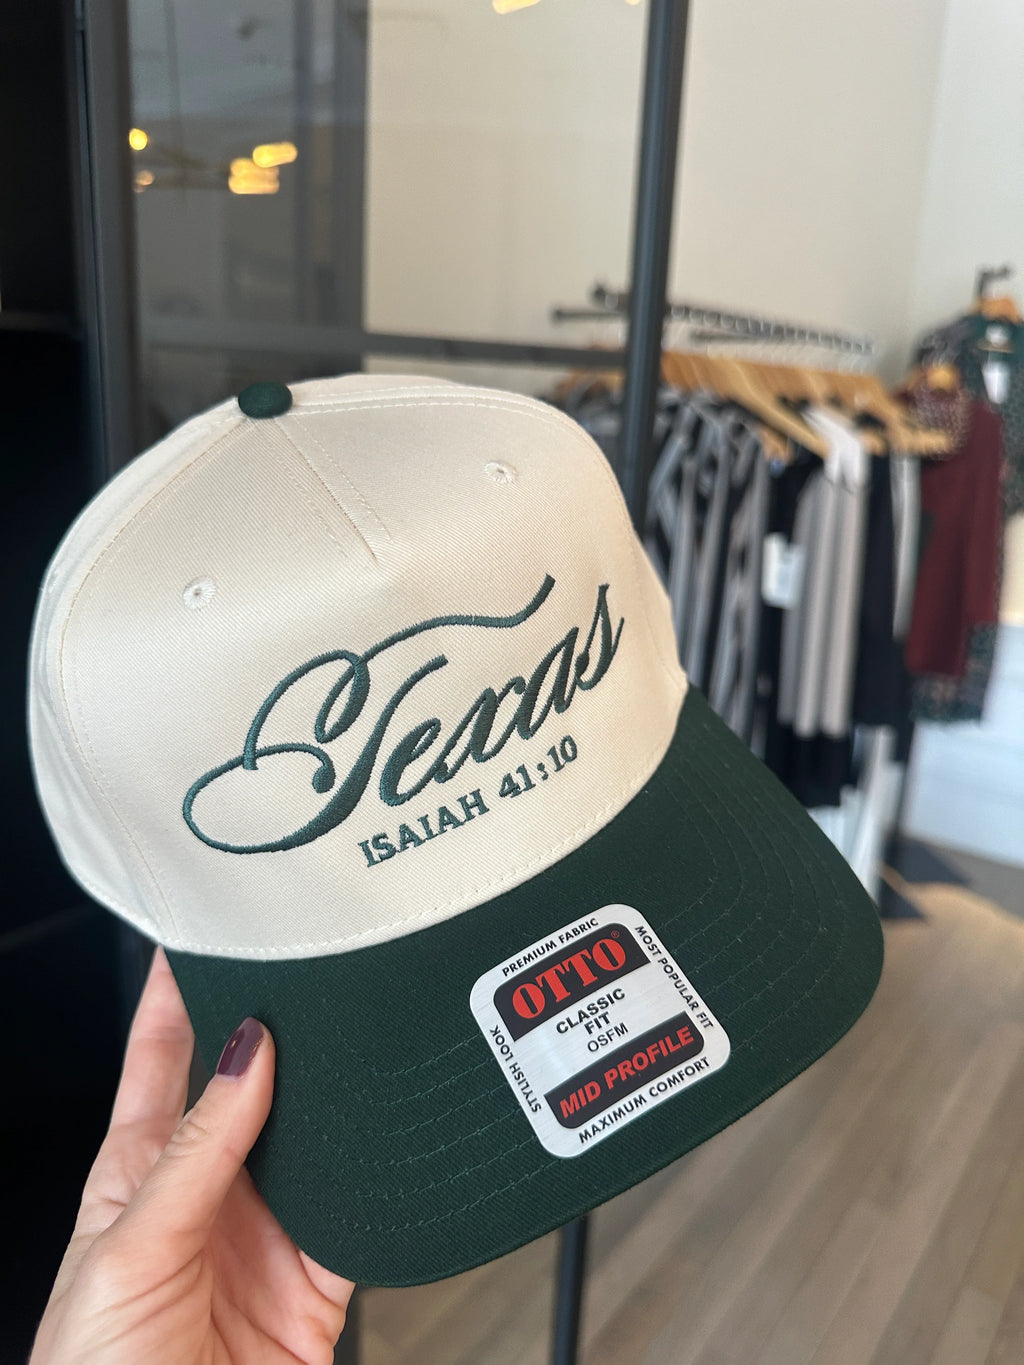 Texas
ISAIAH 41:10
PREMIUM FABRIC
OTTO®
CLASSIC
FIT
OSFM
MID PROFILE
MOST POPULAR FIT
MAXIMUM COMFORT
STYLISH LOOK